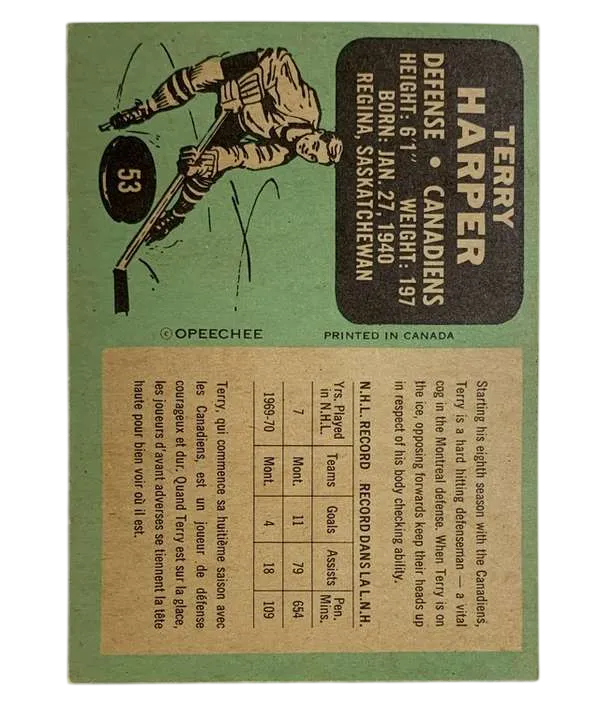 TERRY
HARPER
DEFENSE • CANADIENS
HEIGHT: 6'1" WEIGHT: 197
BORN: JAN. 27, 1940
REGINA, SASKATCHEWAN
53
© OPEECHEE
PRINTED IN CANADA
Starting his eighth season with the Canadiens,
Terry is a hard hitting defenseman — a vital
cog in the Montreal defense. When Terry is on
the ice, opposing forwards keep their heads up
in respect of his body checking ability.
N.H.L. RECORD RECORD DANS LA L.N.H.
Yrs. Played in N.H.L. Teams Goals Assists Pen. Mins.
7 Mont. 11 79 654
1969-70 Mont. 4 18 109
Terry, qui commence sa huitième saison avec
les Canadiens, est un joueur de défense
courageux et dur. Quand Terry est sur la glace,
les joueurs d'avant adverses se tiennent la tête
haute pour bien voir où il est.